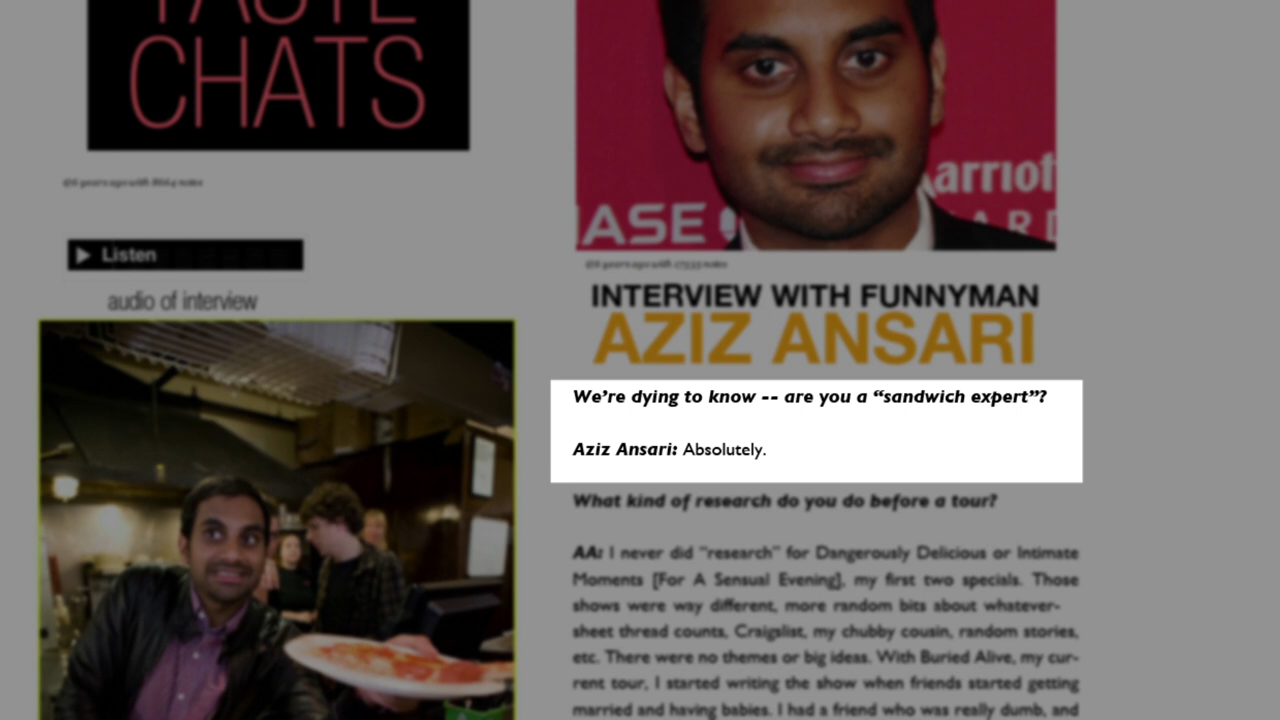 TASTE
CHATS
Listen
audio of interview
arriot
HASE
ARD
INTERVIEW WITH FUNNYMAN
AZIZ ANSARI
We're dying to know -- are you a “sandwich expert”?
Aziz Ansari: Absolutely.
What kind of research do you do before a tour?
AA: I never did “research” for Dangerously Delicious or Intimate
Moments [For A Sensual Evening], my first two specials. Those
shows were way different, more random bits about whatever-
sheet thread counts, Craigslist, my chubby cousin, random stories,
etc. There were no themes or big ideas. With Buried Alive, my cur-
rent tour, I started writing the show when friends started getting
married and having babies. I had a friend who was really dumb, and